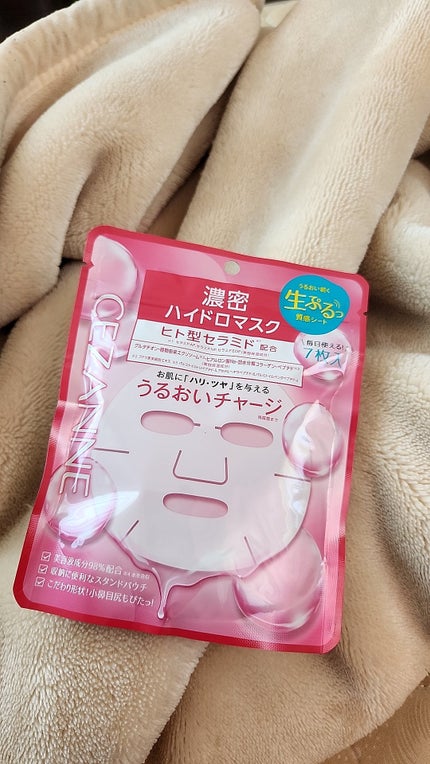 濃密
ハイドロマスク
ヒト型セラミド 配合
うるおい続く
生ぷるっ
質感シート
毎日使える!
7枚入
お肌に「ハリ・ツヤ」を与える
うるおいチャージ
CEZANNE
美容液成分98%配合
収納に便利なスタンドパウチ
こだわり形状!小鼻目尻もぴたっ!